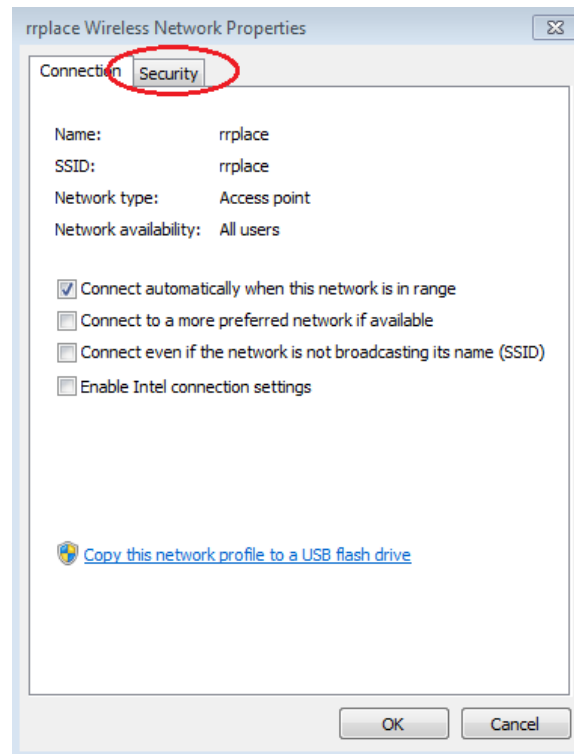 rrplace Wireless Network Properties
Connection Security
Name: rrplace
SSID: rrplace
Network type: Access point
Network availability: All users
Connect automatically when this network is in range
Connect to a more preferred network if available
Connect even if the network is not broadcasting its name (SSID)
Enable Intel connection settings
Copy this network profile to a USB flash drive
OK Cancel